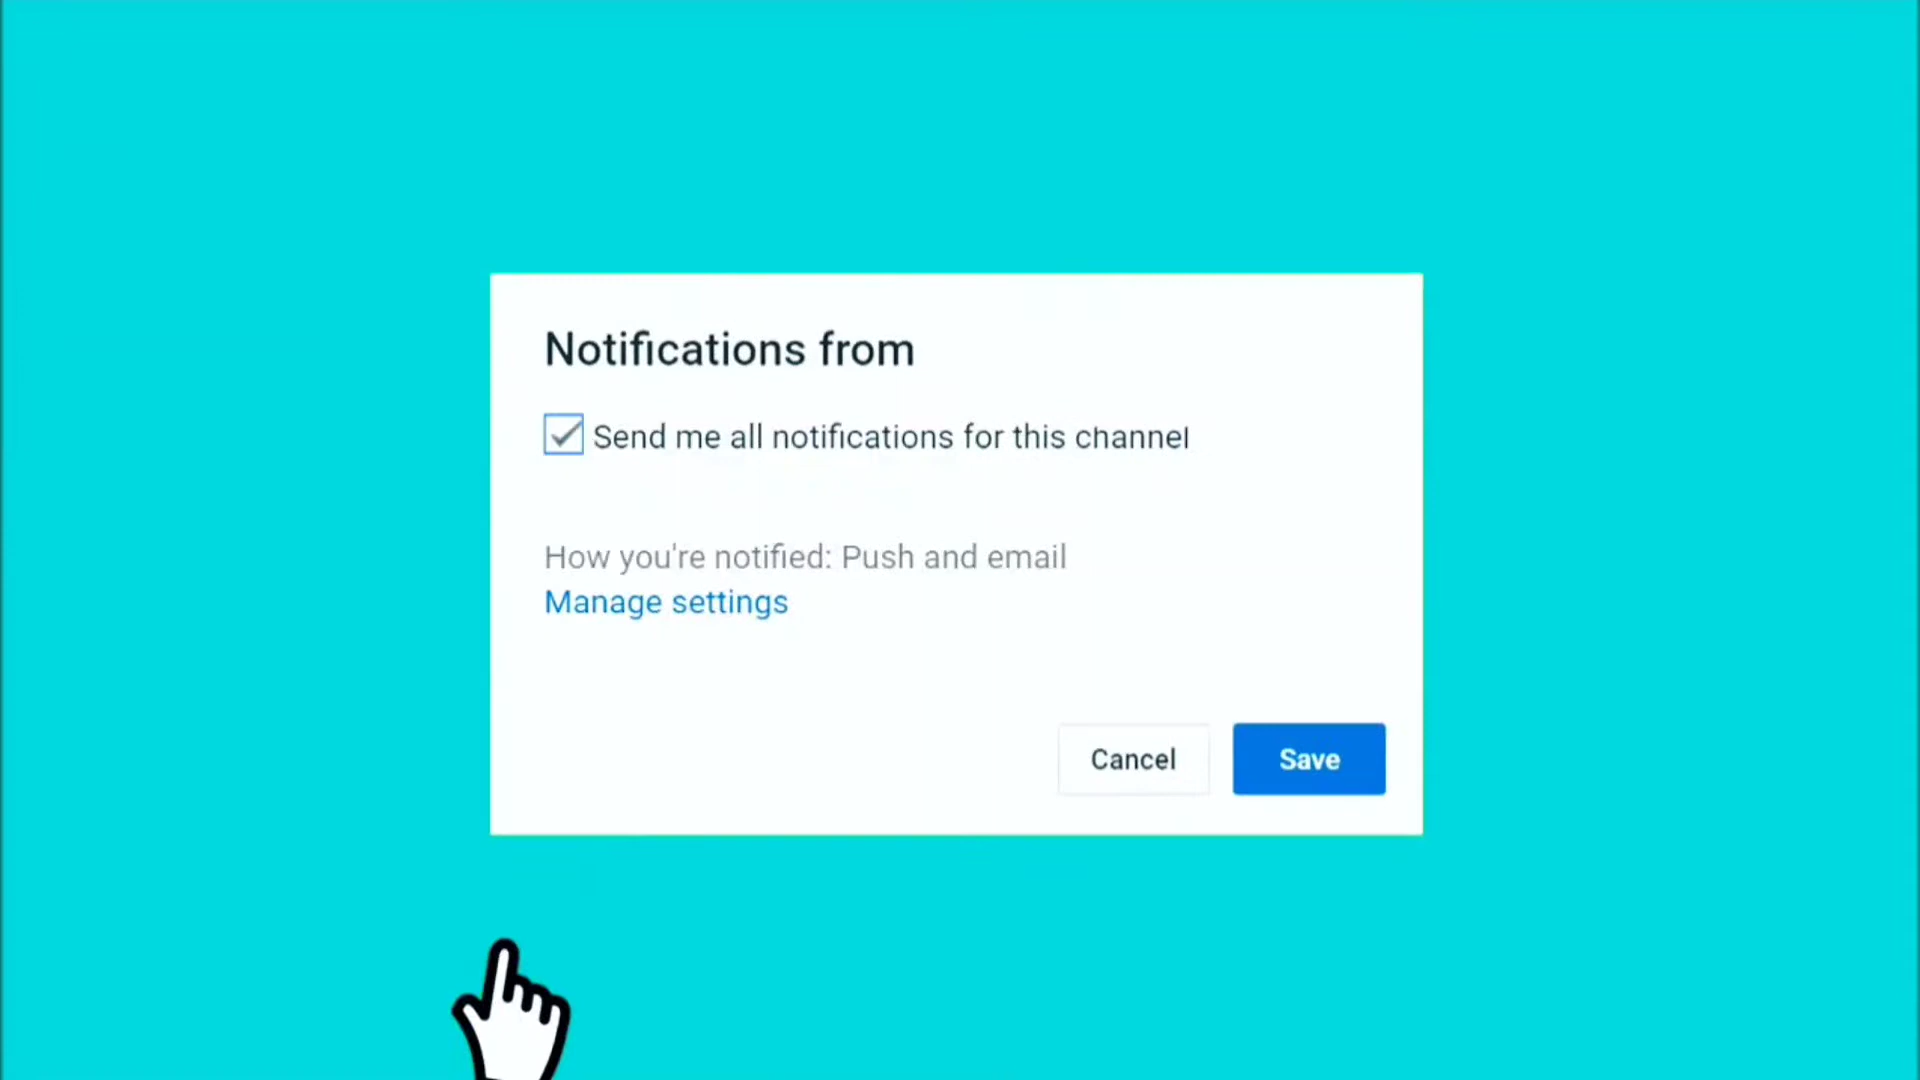 Notifications from
Send me all notifications for this channel
How you're notified: Push and email
Manage settings
Cancel Save